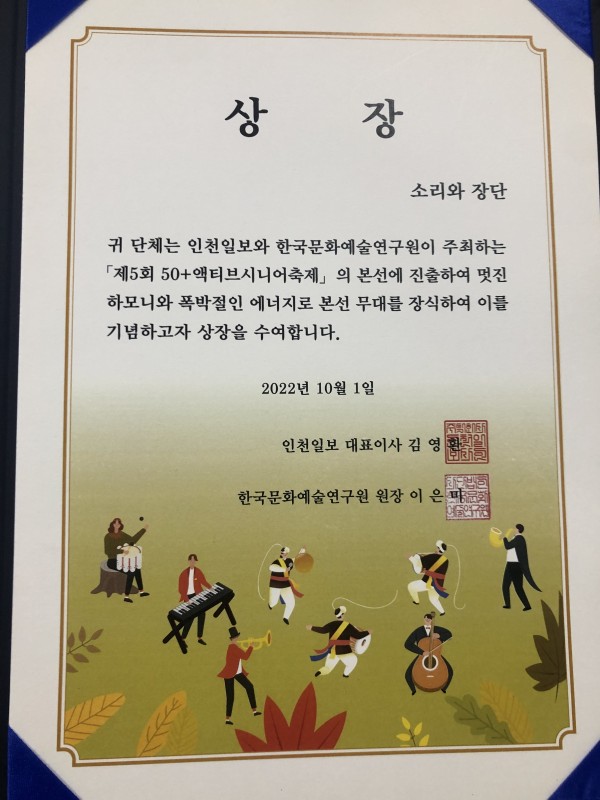 상 장
소리와 장단
귀 단체는 인천일보와 한국문화예술연구원이 주최하는
「제5회 50+액티브시니어축제」의 본선에 진출하여 멋진
하모니와 폭박절인 에너지로 본선 무대를 장식하여 이를
기념하고자 상장을 수여합니다.
2022년 10월 1일
인천일보 대표이사 김 영 환
한국문화예술연구원 원장 이 은 미